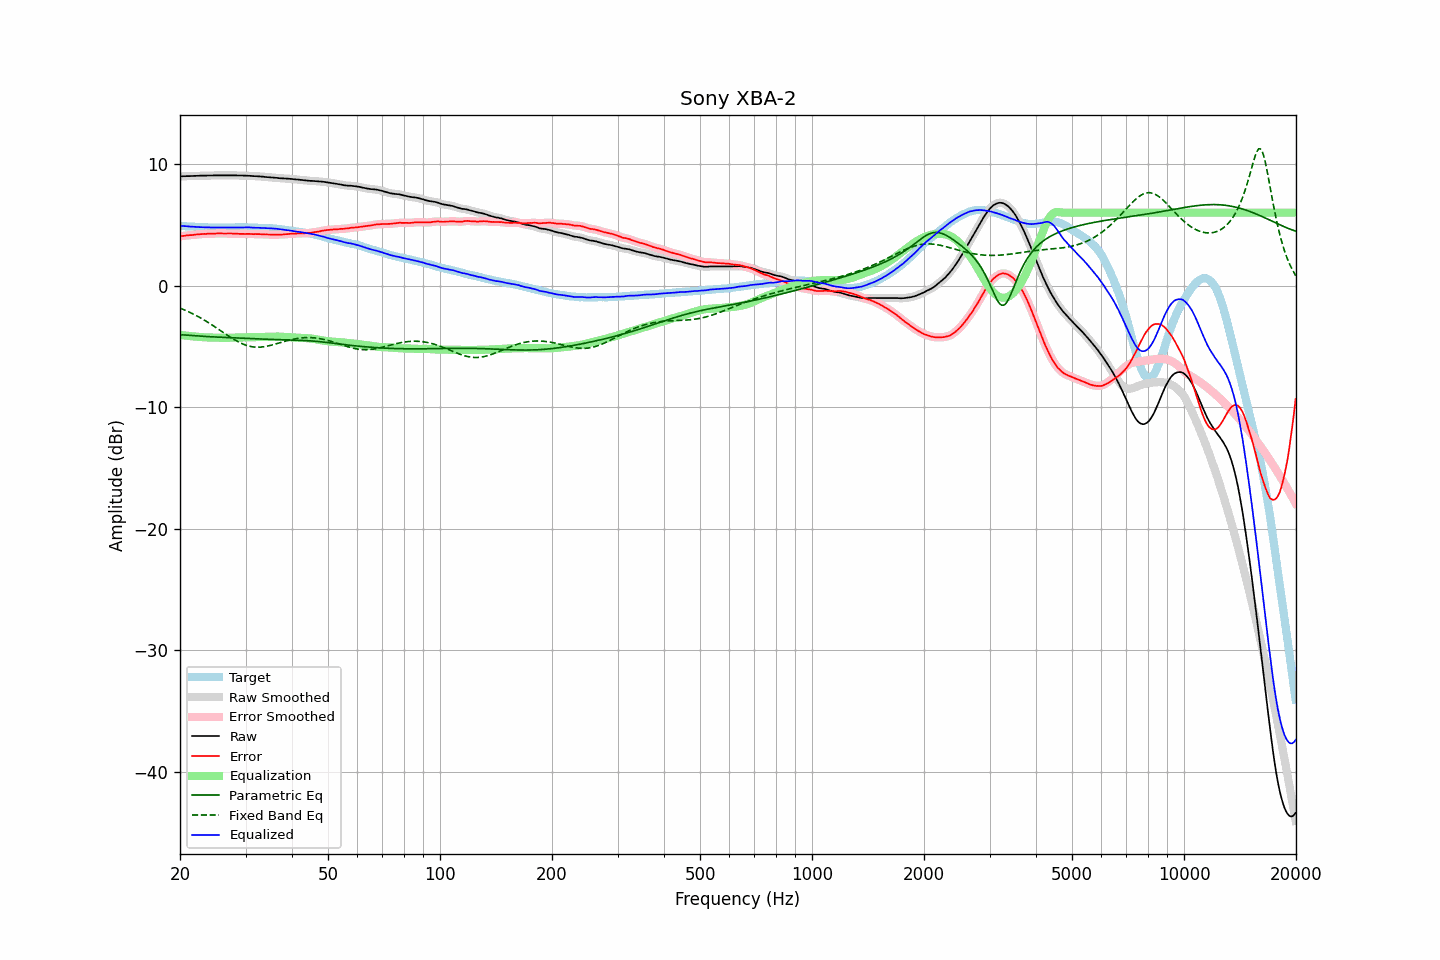 Sony XBA-2
Amplitude (dBr)
10
0
−10
−20
−30
−40
Target
Raw Smoothed
Error Smoothed
Raw
Error
Equalization
Parametric Eq
Fixed Band Eq
Equalized
20 50 100 200 500 1000 2000 5000 10000 20000
Frequency (Hz)